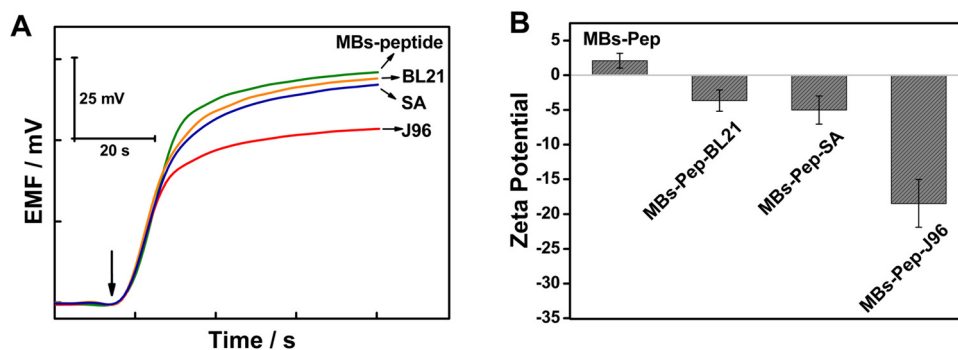 A
MBs-peptide
BL21
SA
J96
25 mV
20 s
EMF / mV
Time / s
B
MBs-Pep
MBs-Pep-BL21
MBs-Pep-SA
MBs-Pep-J96
Zeta Potential
5
0
-5
-10
-15
-20
-25
-30
-35